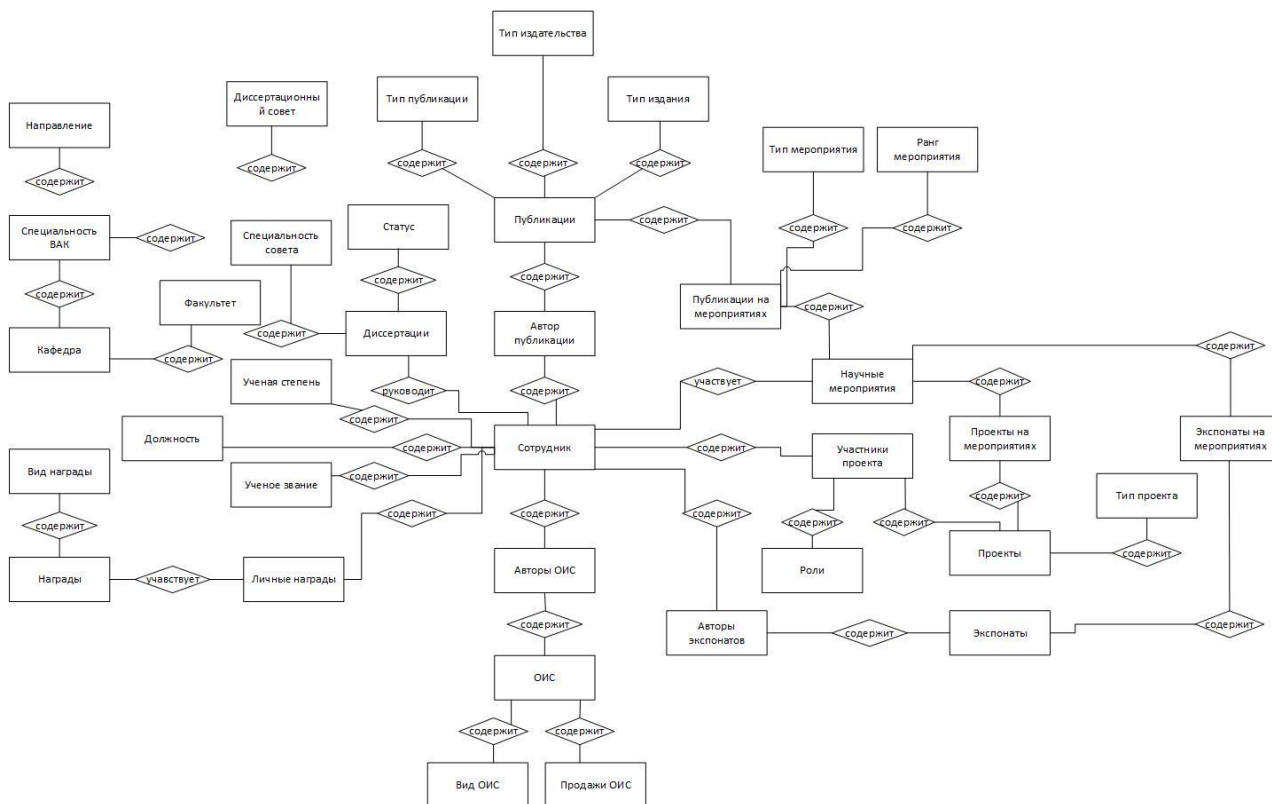 Тип издательства
Тип публикации
Тип издания
Диссертационны
й совет
Направление
Тип мероприятия
Ранг
мероприятия
содержит
содержит
содержит
содержит
содержит
содержит
Специальность
ВАК
содержит
Специальность
совета
Статус
Публикации
содержит
содержит
содержит
содержит
содержит
содержит
Факультет
Публикации на
мероприятиях
содержит
Кафедра
содержит
содержит
Диссертации
Автор
публикации
содержит
Ученая степень
руководит
содержит
участвует
Научные
мероприятия
содержит
содержит
Должность
содержит
Сотрудник
содержит
Участники
проекта
Проекты на
мероприятиях
Экспонаты на
мероприятиях
Вид награды
Ученое звание
содержит
содержит
Тип проекта
содержит
содержит
содержит
содержит
содержит
содержит
Награды
учавствует
Личные награды
Авторы ОИС
Роли
Проекты
содержит
содержит
Авторы
экспонатов
содержит
Экспонаты
содержит
ОИС
содержит
содержит
Вид ОИС
Продажи ОИС